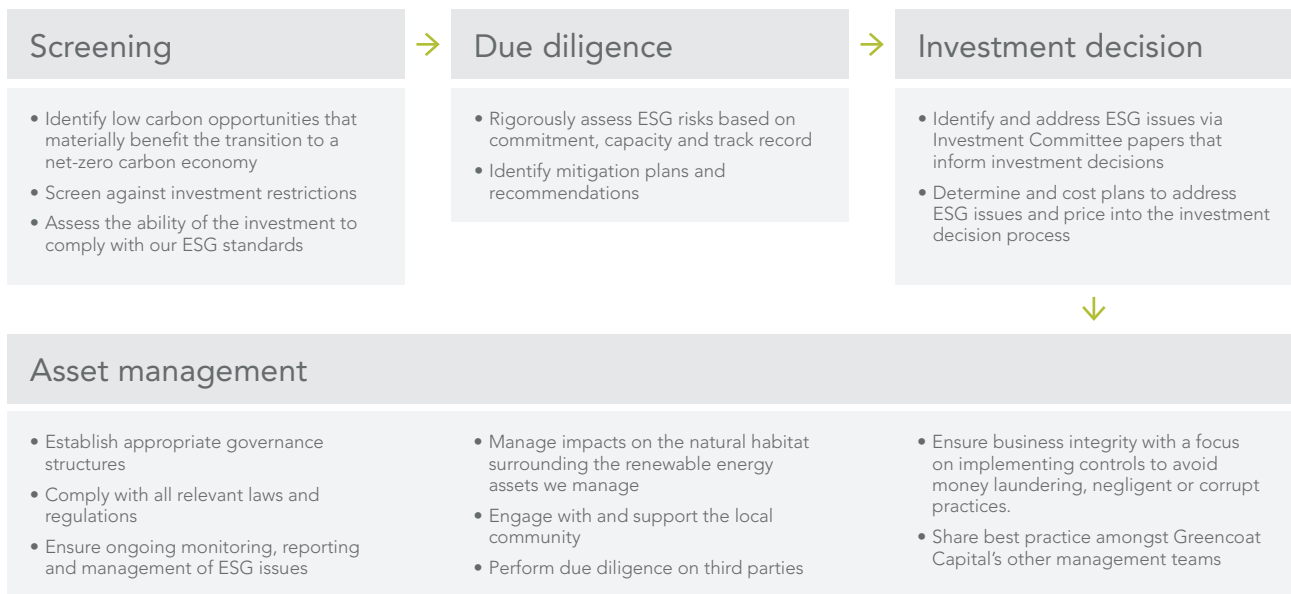 Screening
• Identify low carbon opportunities that
materially benefit the transition to a
net-zero carbon economy
• Screen against investment restrictions
• Assess the ability of the investment to
comply with our ESG standards
→
Due diligence
• Rigorously assess ESG risks based on
commitment, capacity and track record
• Identify mitigation plans and
recommendations
→
Investment decision
• Identify and address ESG issues via
Investment Committee papers that
inform investment decisions
• Determine and cost plans to address
ESG issues and price into the investment
decision process
↓
Asset management
• Establish appropriate governance
structures
• Comply with all relevant laws and
regulations
• Ensure ongoing monitoring, reporting
and management of ESG issues
• Manage impacts on the natural habitat
surrounding the renewable energy
assets we manage
• Engage with and support the local
community
• Perform due diligence on third parties
• Ensure business integrity with a focus
on implementing controls to avoid
money laundering, negligent or corrupt
practices.
• Share best practice amongst Greencoat
Capital's other management teams